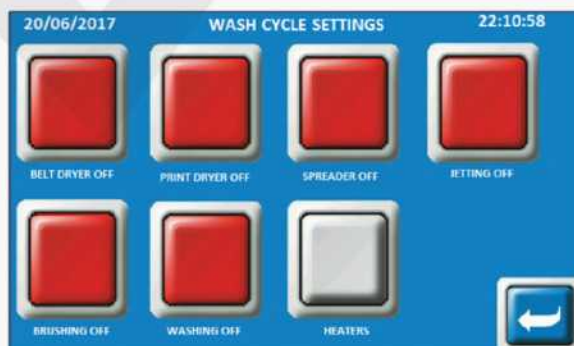 20/06/2017 WASH CYCLE SETTINGS 22:10:58
BELT DRYER OFF PRINT DRYER OFF SPREADER OFF JETTING OFF
BRUSHING OFF WASHING OFF HEATERS